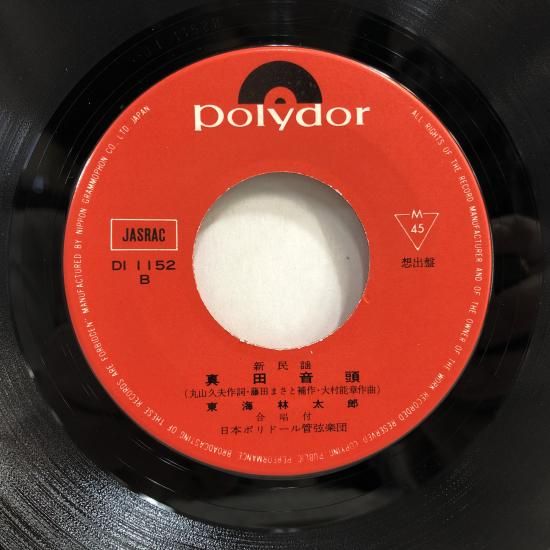 polydor
JASRAC
DI 1152
B
M
45
想出盤
新民謡
真田音頭
(丸山久夫作詞・藤田まさと補作・大村能章作曲)
東海林太郎
合唱付
日本ポリドール管弦楽団
MANUFACTURED BY NIPPON GRAMMOPHON CO. LTD. JAPAN
ALL RIGHTS OF THE RECORD MANUFACTURER AND OF THE OWNER OF THE WORK RECORDED RESERVED COPYING PUBLIC PERFORMANCE BROADCASTING OF THESE RECORDS ARE FORBIDDEN